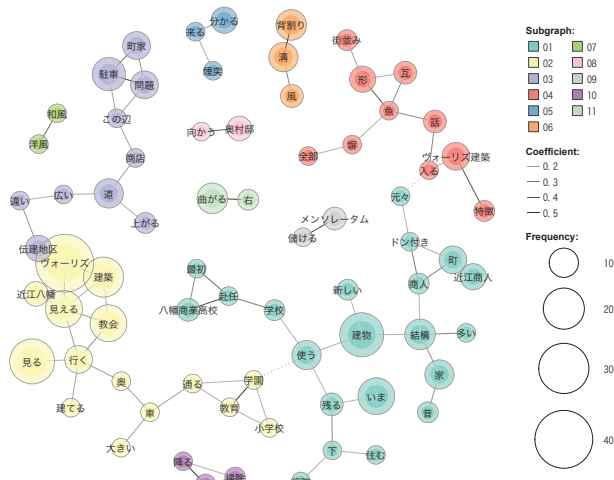 分かる
来る
煙突
背割り
溝
風
街並み
形
瓦
魚
話
塀
全部
ヴォーリズ建築
入る
特徴
町家
駐車
問題
この辺
商店
和風
洋風
向かう
奥村邸
違い
広い
道
上がる
曲がる
右
メンソレータム
儲ける
元々
ドン付き
町
商人
近江商人
伝建地区
ヴォーリズ
建築
近江八幡
見える
教会
見る
行く
建てる
奥
車
大きい
通る
学園
教育
小学校
最初
赴任
八幡商業高校
学校
新しい
建物
結構
多い
使う
家
昔
残る
いま
下
住む
降る
Subgraph:
01
02
03
04
05
06
07
08
09
10
11
Coefficient:
0. 2
0. 3
0. 4
0. 5
Frequency:
10
20
30
40